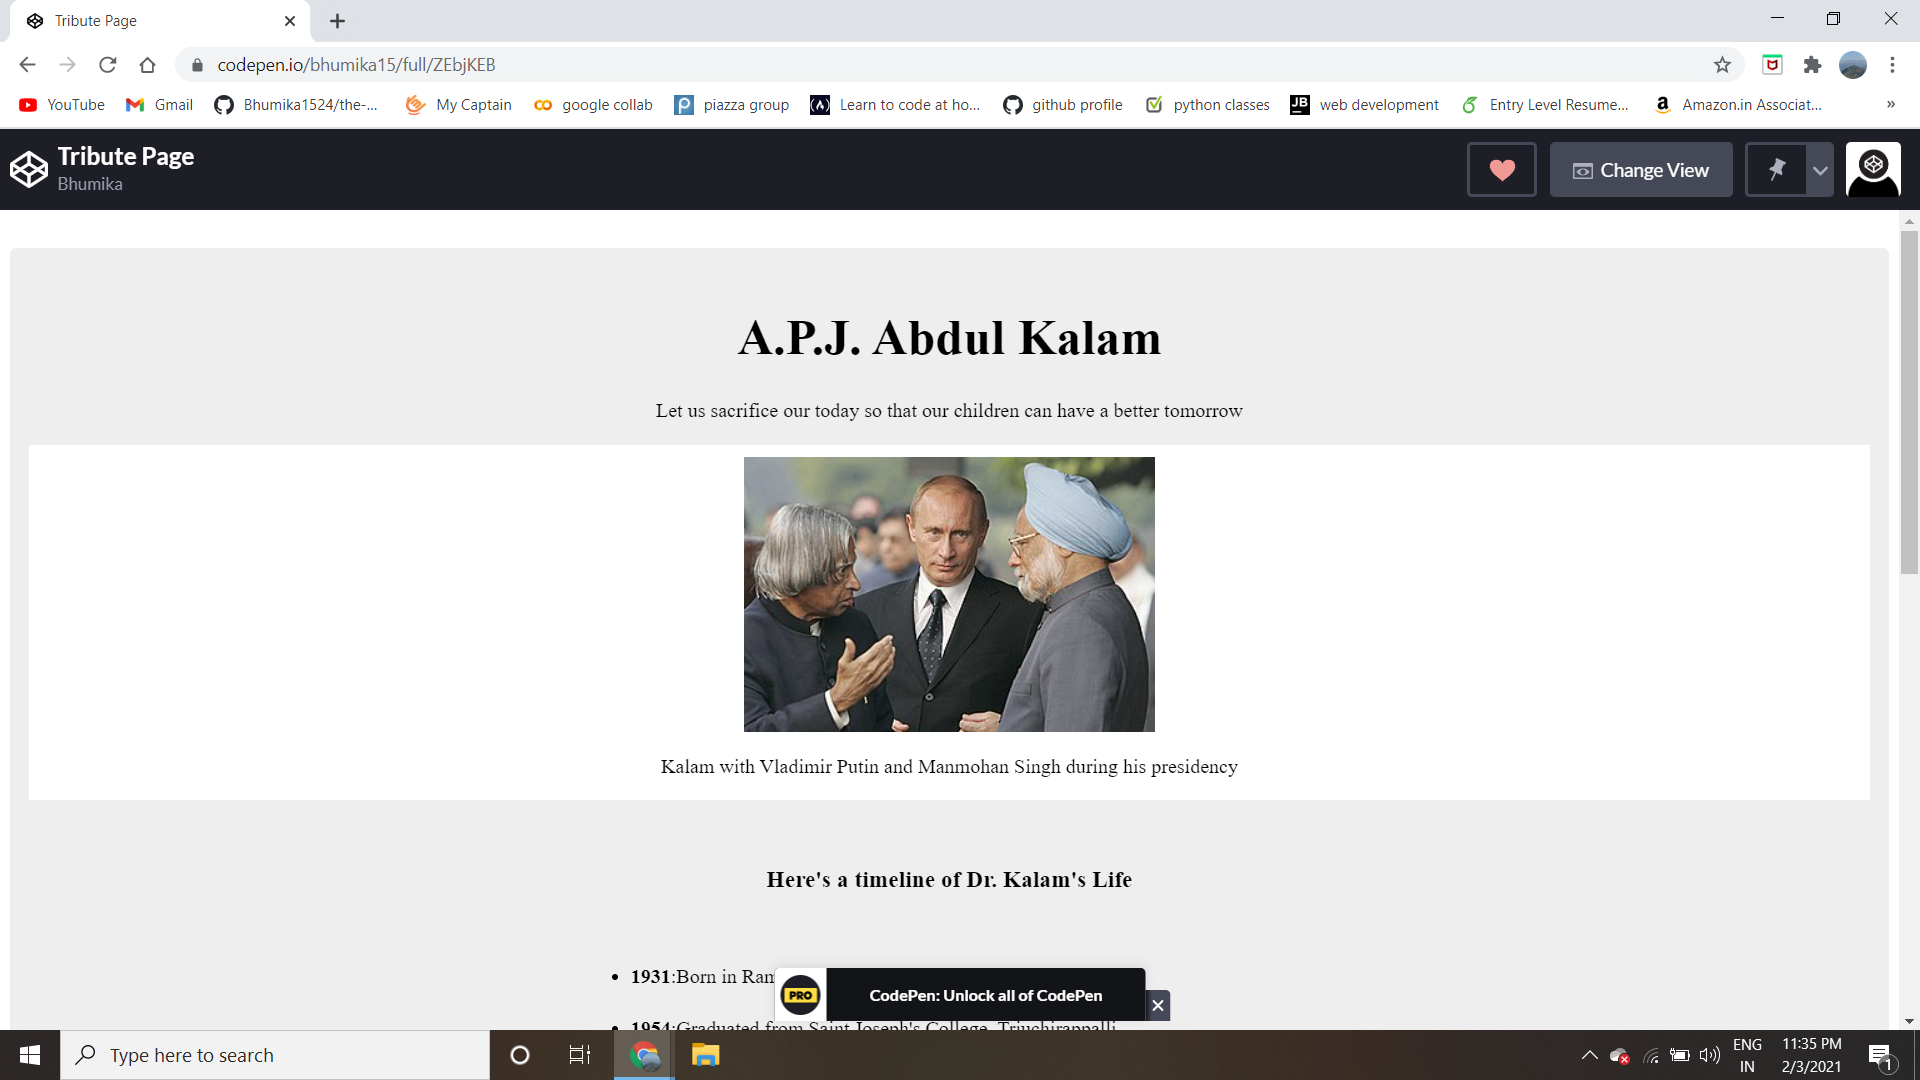 Tribute Page
codepen.io/bhumika15/full/ZEbjKEB
YouTube
Gmail
Bhumika1524/the-...
My Captain
google collab
piazza group
Learn to code at ho...
github profile
python classes
JB
web development
Entry Level Resume...
Amazon.in Associat...
»
Tribute Page
Bhumika
Change View
A.P.J. Abdul Kalam
Let us sacrifice our today so that our children can have a better tomorrow
Kalam with Vladimir Putin and Manmohan Singh during his presidency
Here's a timeline of Dr. Kalam's Life
1931:Born in Ram
PRO
CodePen: Unlock all of CodePen
1954:Graduated from Saint Joseph's College, Triuchirappalli
Type here to search
ENG
IN
11:35 PM
2/3/2021
1